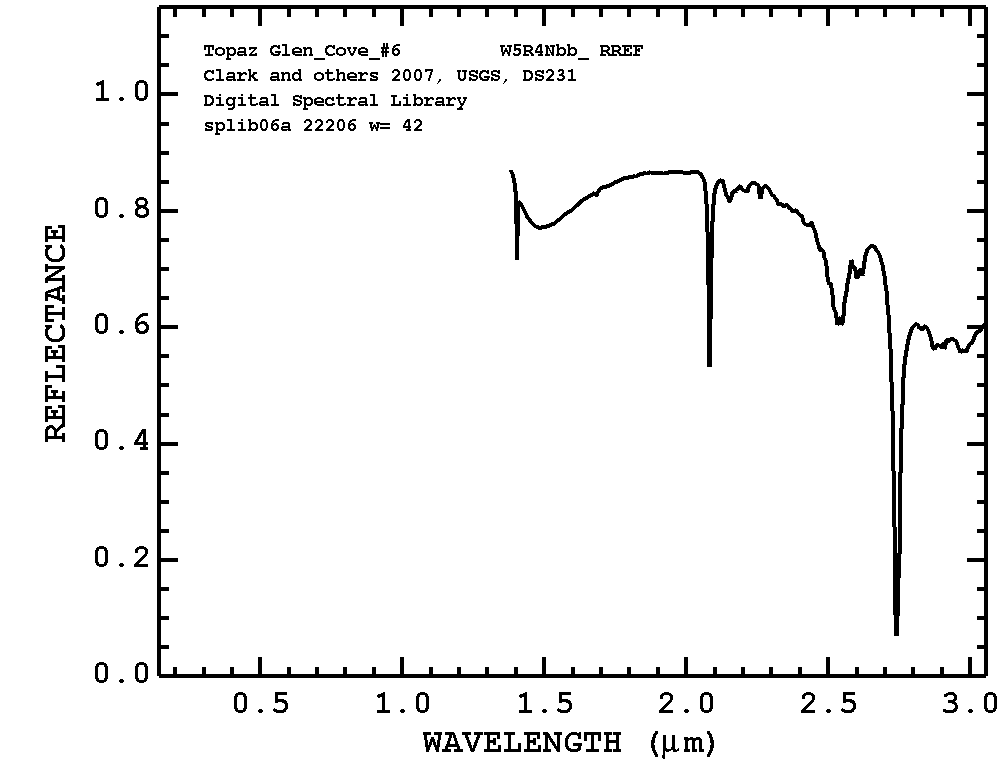 Topaz Glen_Cove_#6 W5R4Nbb_ RREF
Clark and others 2007, USGS, DS231
Digital Spectral Library
splib06a 22206 w= 42
1.0
0.8
0.6
0.4
0.2
0.0
REFLECTANCE
0.5 1.0 1.5 2.0 2.5 3.0
WAVELENGTH (μm)